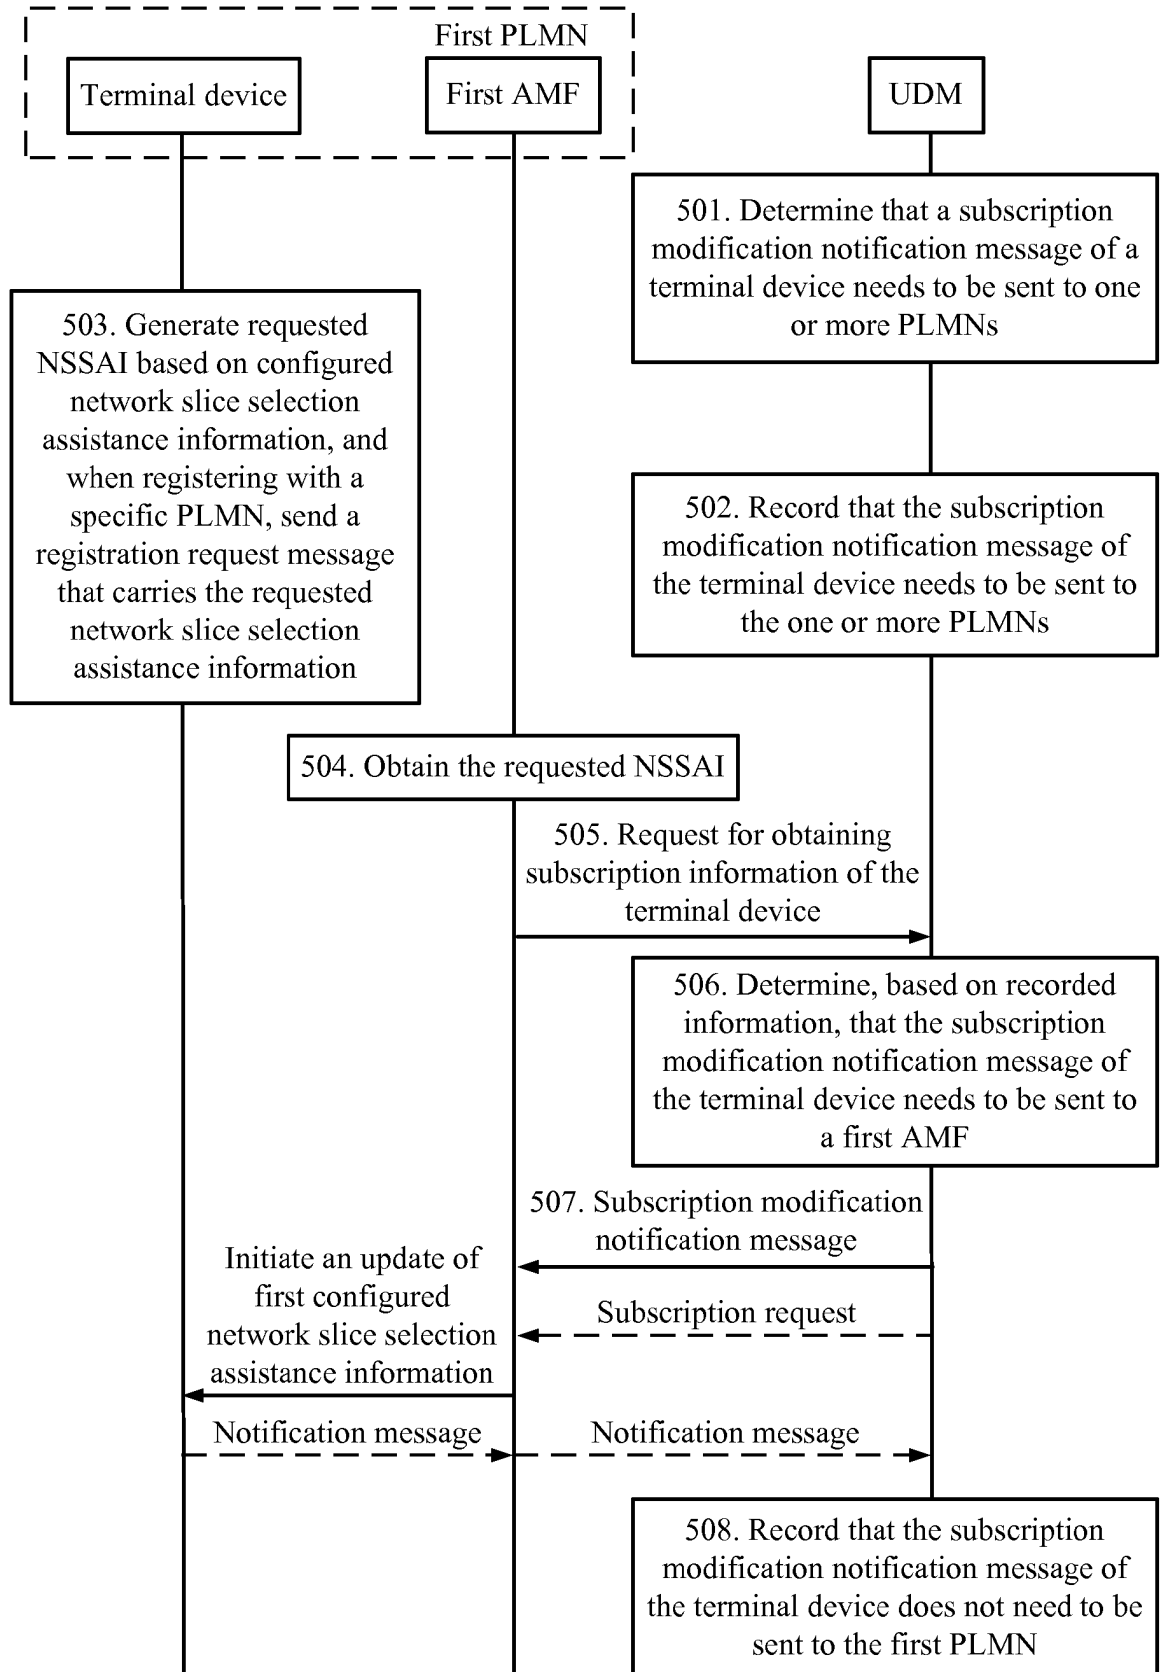 First PLMN
Terminal device
First AMF
UDM
501. Determine that a subscription
modification notification message of a
terminal device needs to be sent to one
or more PLMNs
503. Generate requested
NSSAI based on configured
network slice selection
assistance information, and
when registering with a
specific PLMN, send a
registration request message
that carries the requested
network slice selection
assistance information
502. Record that the subscription
modification notification message of
the terminal device needs to be sent to
the one or more PLMNs
504. Obtain the requested NSSAI
505. Request for obtaining
subscription information of the
terminal device
506. Determine, based on recorded
information, that the subscription
modification notification message of
the terminal device needs to be sent to
a first AMF
507. Subscription modification
notification message
Initiate an update of
first configured
network slice selection
assistance information
Subscription request
Notification message
Notification message
508. Record that the subscription
modification notification message of
the terminal device does not need to be
sent to the first PLMN